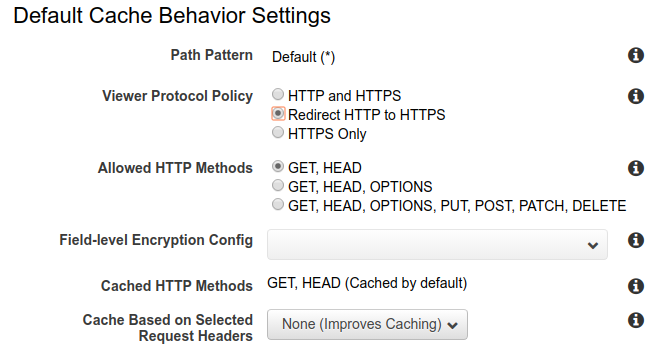 Default Cache Behavior Settings
Path Pattern Default (*)
Viewer Protocol Policy HTTP and HTTPS
Redirect HTTP to HTTPS
HTTPS Only
Allowed HTTP Methods GET, HEAD
GET, HEAD, OPTIONS
GET, HEAD, OPTIONS, PUT, POST, PATCH, DELETE
Field-level Encryption Config
Cached HTTP Methods GET, HEAD (Cached by default)
Cache Based on Selected
Request Headers None (Improves Caching)